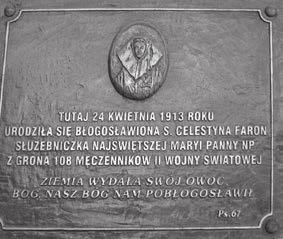 TUTAJ 24 KWIETNIA 1913 ROKU
URODZIŁA SIĘ BŁOGOSŁAWIONA S. CELESTYNA FARON
SŁUŻEBNICZKA NAJŚWIĘTSZEJ MARYI PANNY NP
Z GRONA 108 MĘCZENNIKÓW II WOJNY ŚWIATOWEJ
ZIEMIA WYDAŁA SWÓJ OWOC
BÓG, NASZ BÓG NAM POBŁOGOSŁAWIŁ
Ps. 67